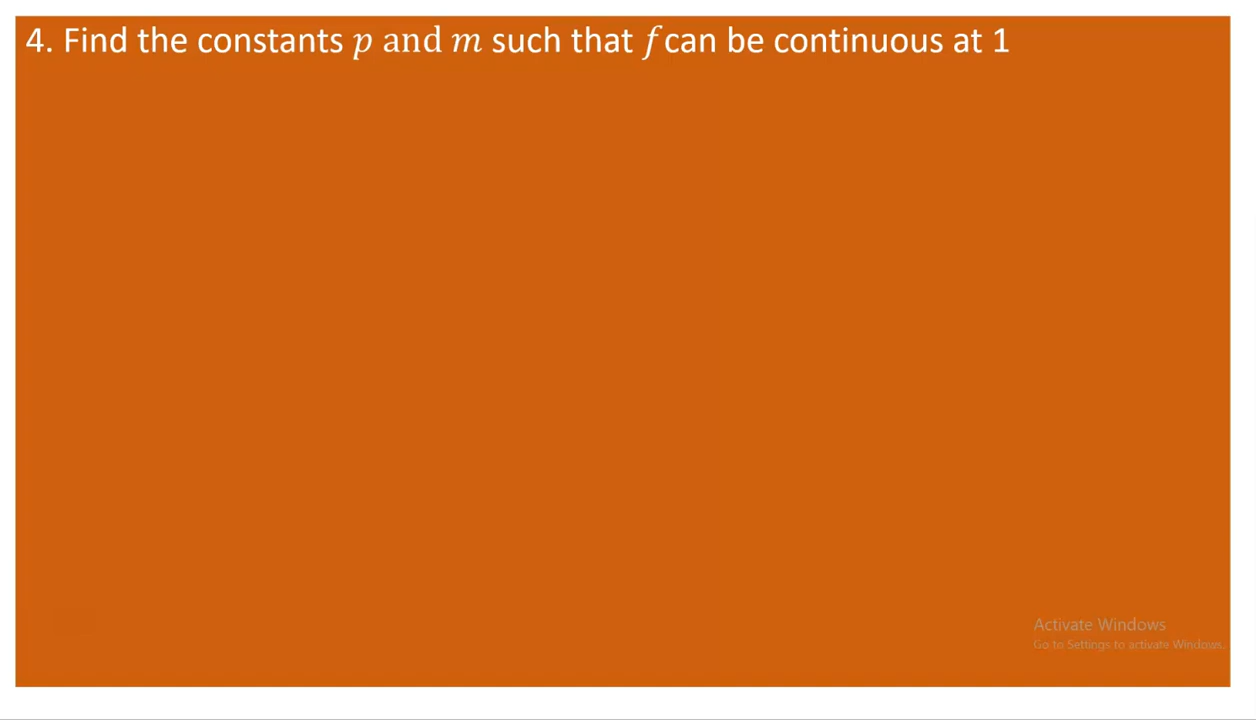 4. Find the constants p and m such that f can be continuous at 1
Activate Windows
Go to Settings to activate Windows.